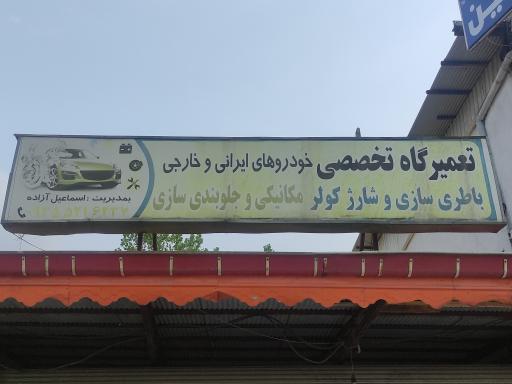 تعمیرگاه تخصصی خودروهای ایرانی و خارجی
باطری سازی و شارژ کولر مکانیکی و جلوبندی سازی
بمدیریت : اسماعیل آزاده